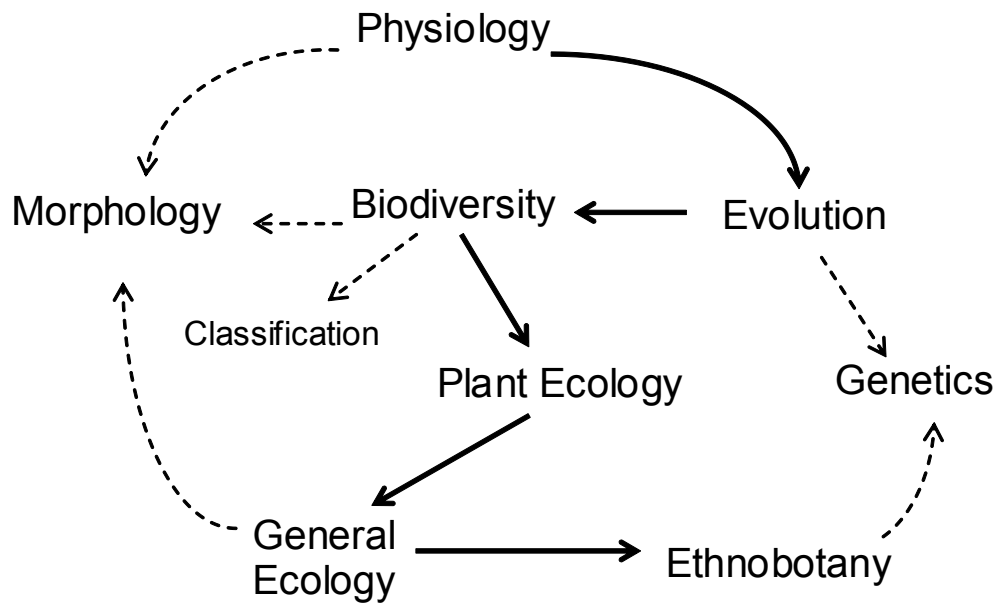 Physiology
Morphology
Biodiversity
Evolution
Classification
Plant Ecology
Genetics
General
Ecology
Ethnobotany